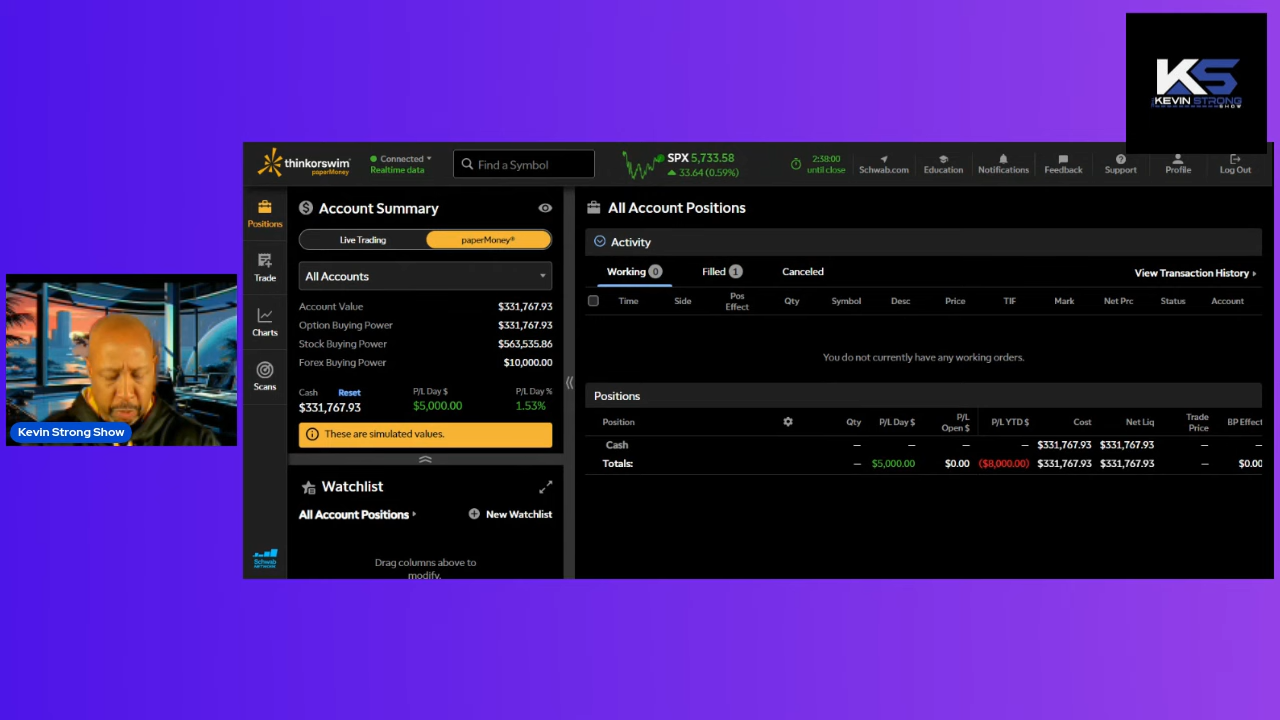 KS
KEVIN STRONG
SHOW
thinkorswim
paperMoney
Connected
Realtime data
Find a Symbol
SPX 5,733.58
33.64 (0.59%)
2:38:00
until close
Schwab.com
Education
Notifications
Feedback
Support
Profile
Log Out
Positions
Trade
Charts
Scans
Schwab
NETWORK
Account Summary
Live Trading
paperMoney®
All Accounts
Account Value $331,767.93
Option Buying Power $331,767.93
Stock Buying Power $563,535.86
Forex Buying Power $10,000.00
Cash Reset P/L Day $ P/L Day %
$331,767.93 $5,000.00 1.53%
These are simulated values.
Watchlist
All Account Positions
New Watchlist
Drag columns above to
modify.
All Account Positions
Activity
Working 0 Filled 1 Canceled View Transaction History
Time Side Pos Effect Qty Symbol Desc Price TIF Mark Net Prc Status Account
You do not currently have any working orders.
Positions
Position Qty P/L Day $ P/L Open $ P/L YTD $ Cost Net Liq Trade Price BP Effect
Cash — — — — $331,767.93 $331,767.93 — —
Totals: — $5,000.00 $0.00 ($8,000.00) $331,767.93 $331,767.93 — $0.00
Kevin Strong Show